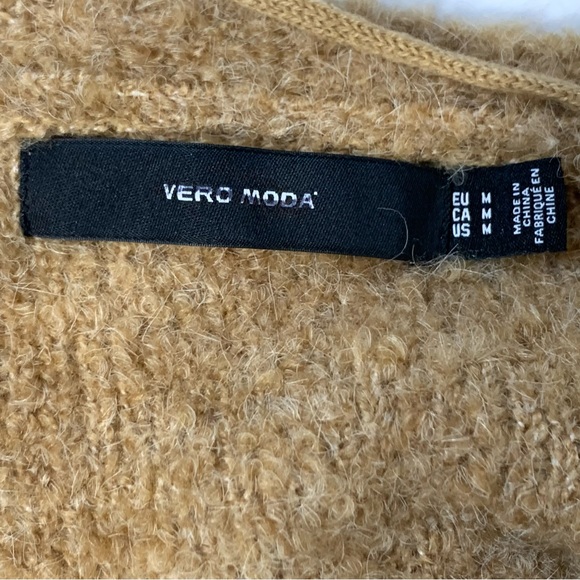 VERO MODA
EU M
CA M
US M
MADE IN
CHINA
FABRIQUÉ EN
CHINE